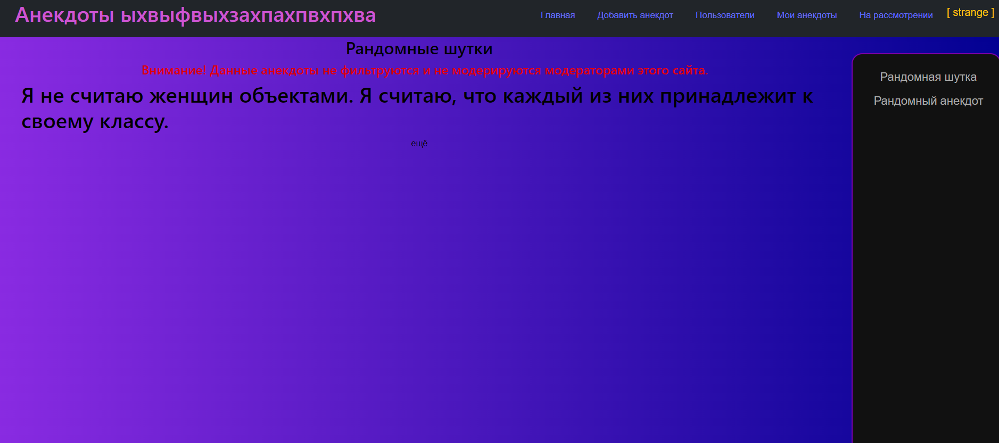 Анекдоты ыхвыфвыхзахпахпвхпхва
Главная
Добавить анекдот
Пользователи
Мои анекдоты
На рассмотрении
[ strange ]
Рандомные шутки
Внимание! Данные анекдоты не фильтруются и не модерируются модераторами этого сайта.
Я не считаю женщин объектами. Я считаю, что каждый из них принадлежит к
своему классу.
ещё
Рандомная шутка
Рандомный анекдот